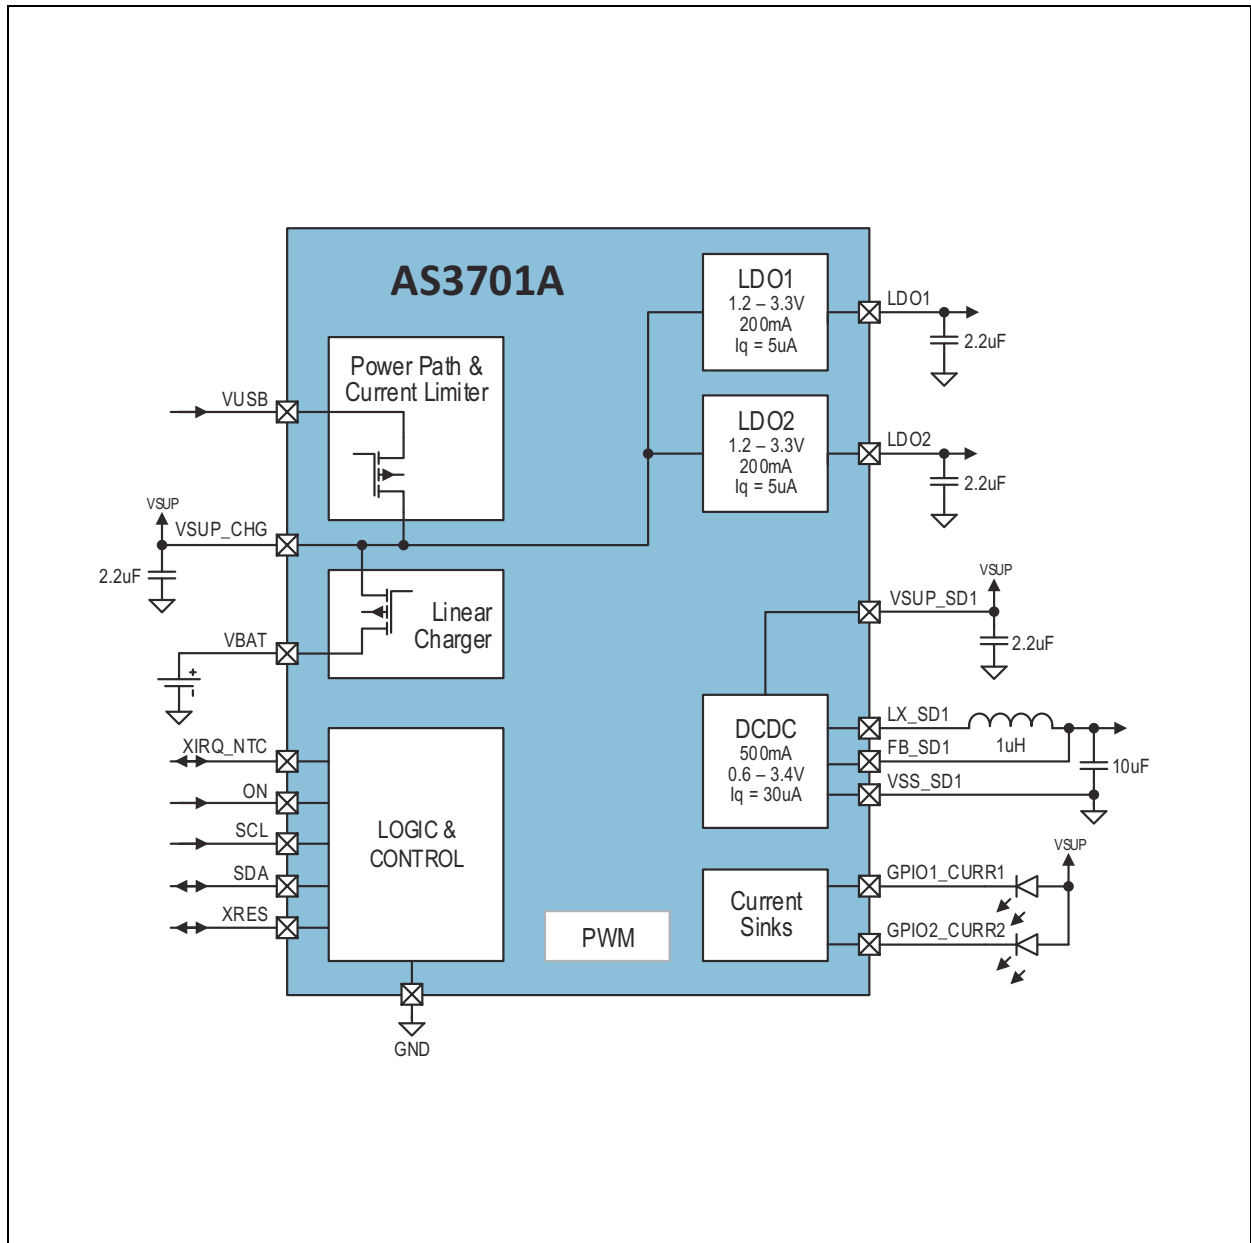 AS3701A
Power Path &
Current Limiter
VUSB
VSUP
VSUP_CHG
2.2uF
Linear
Charger
VBAT
+
-
XIRQ_NTC
ON
SCL
SDA
XRES
LOGIC &
CONTROL
GND
PWM
LDO1
1.2 – 3.3V
200mA
Iq = 5uA
LDO1
2.2uF
LDO2
1.2 – 3.3V
200mA
Iq = 5uA
LDO2
2.2uF
VSUP
VSUP_SD1
2.2uF
DCDC
500mA
0.6 – 3.4V
Iq = 30uA
LX_SD1
1uH
FB_SD1
10uF
VSS_SD1
VSUP
Current
Sinks
GPIO1_CURR1
GPIO2_CURR2